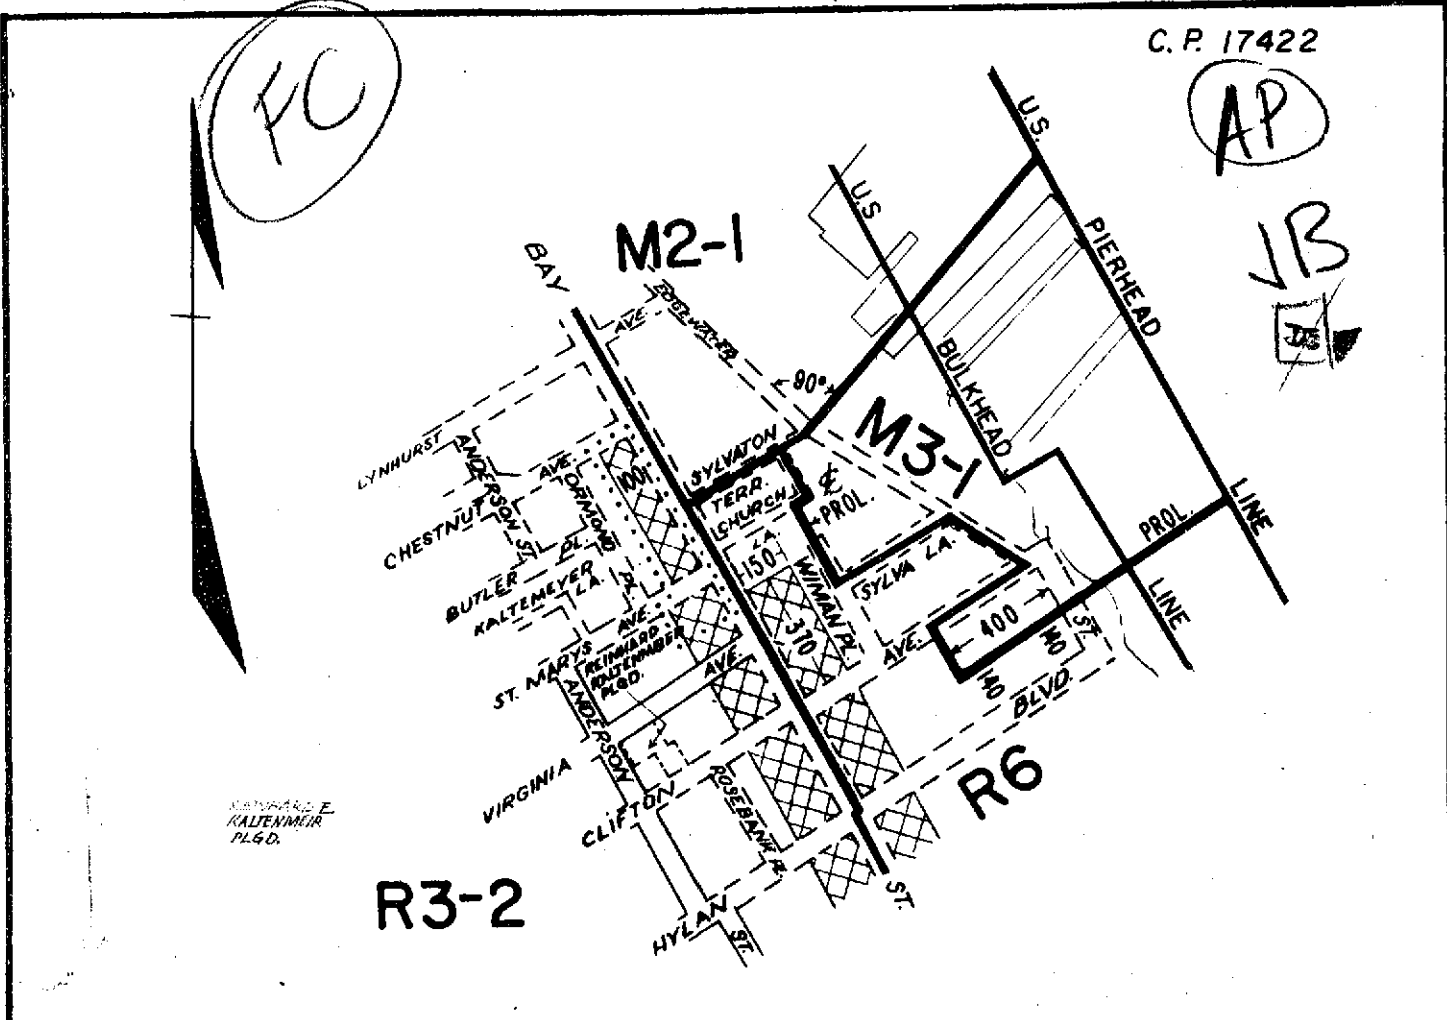 C. P. 17422
FC
AP
U.S.
U.S
JB
M2-1
BAY
PIERHEAD
EDGEWATER
AVE.
BULKHEAD
90°
M3-1
LYNHURST
ANDERSON
ST.
AVE.
SYLVATON
TERR.
CHURCH
LA.
100
ORMOND
PL.
CHESTNUT
℄
PROL.
PROL.
LINE
BUTLER
KALTEMEYER
LA.
PL.
150
WIMAN PL.
SYLVA LA.
LINE
370
400
140
ST.
140
AVE.
BLVD.
ST. MARYS
AVE.
REINHARD
PLGD.
AVE
ANDERSON
VIRGINIA
CLIFTON
ROSEBANK PL.
R6
KALTENMEIR
PLGD.
R3-2
HYLAN
ST.
ST.